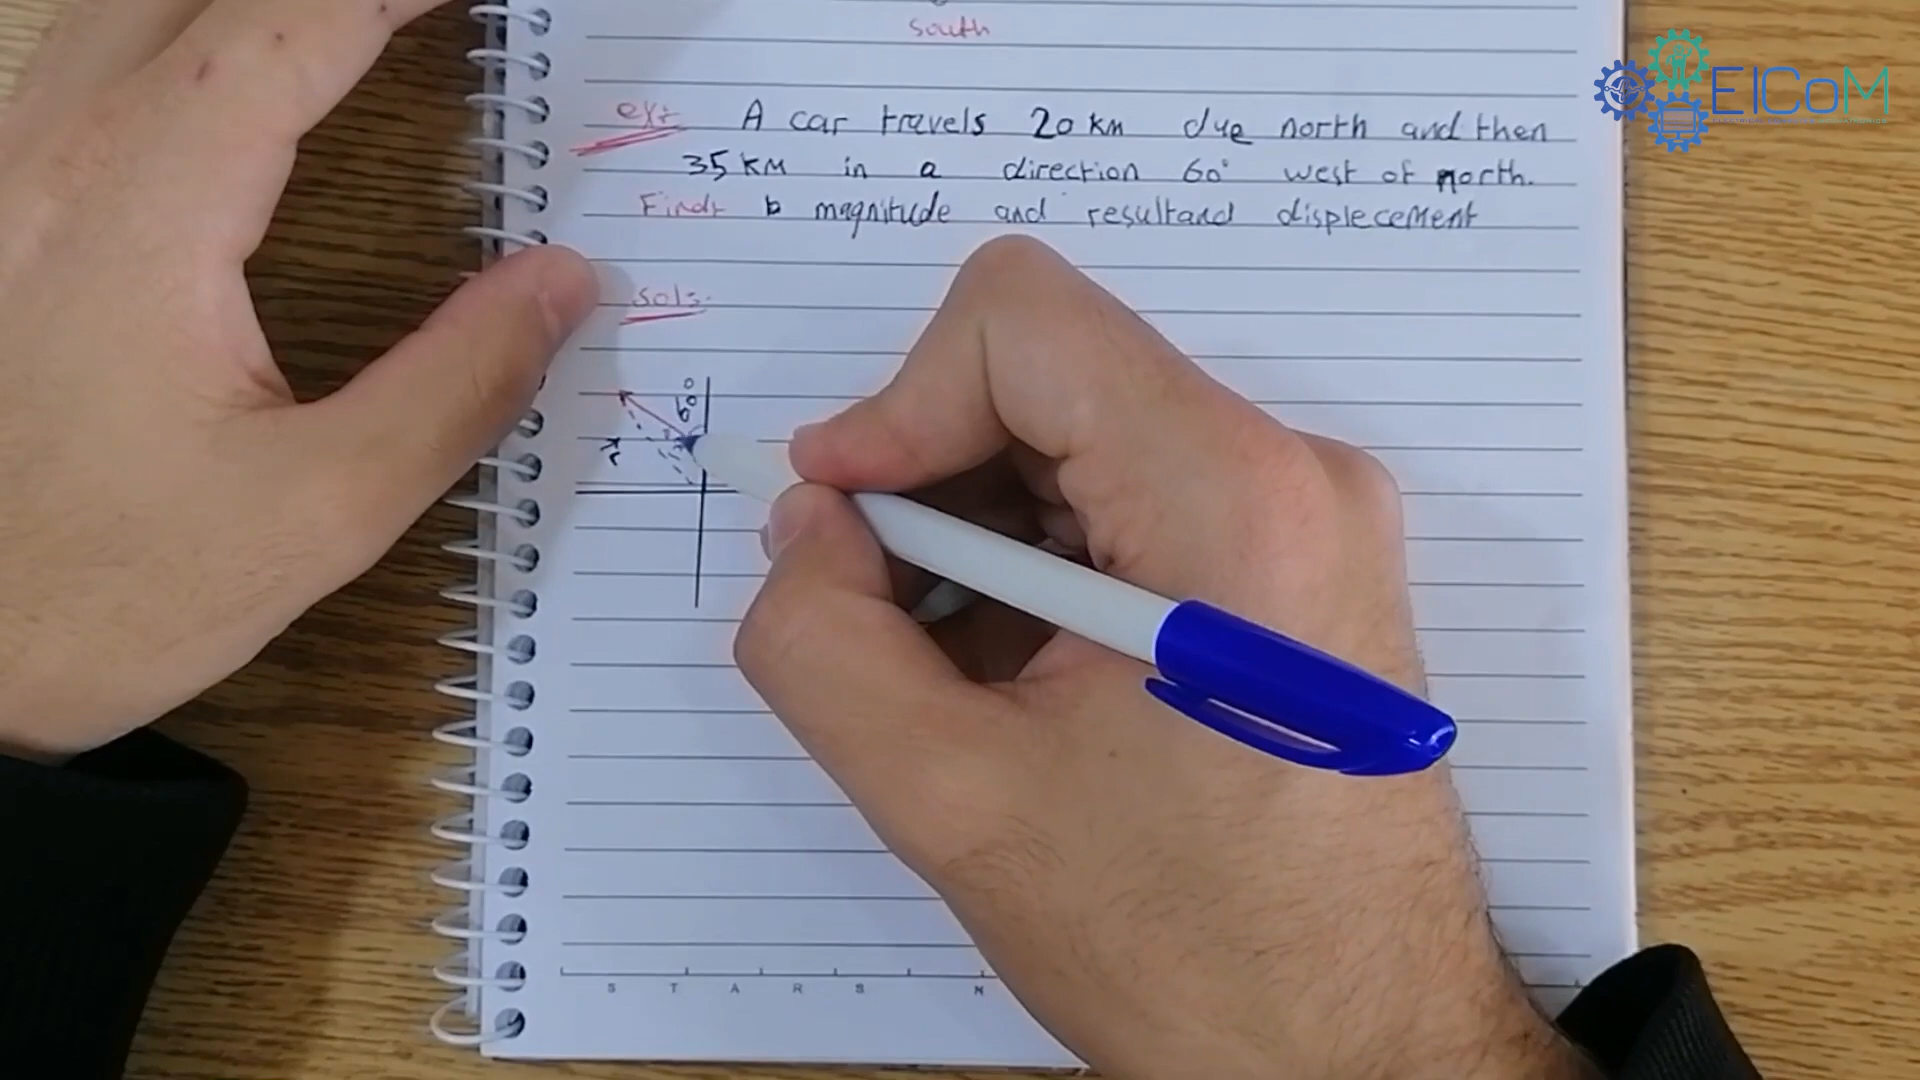 south
ex:
A car travels 20 km due north and then
35 KM in a direction 60° west of north.
Find: b magnitude and resultand displecement
sol:
60°
S T A R S N
EICoM